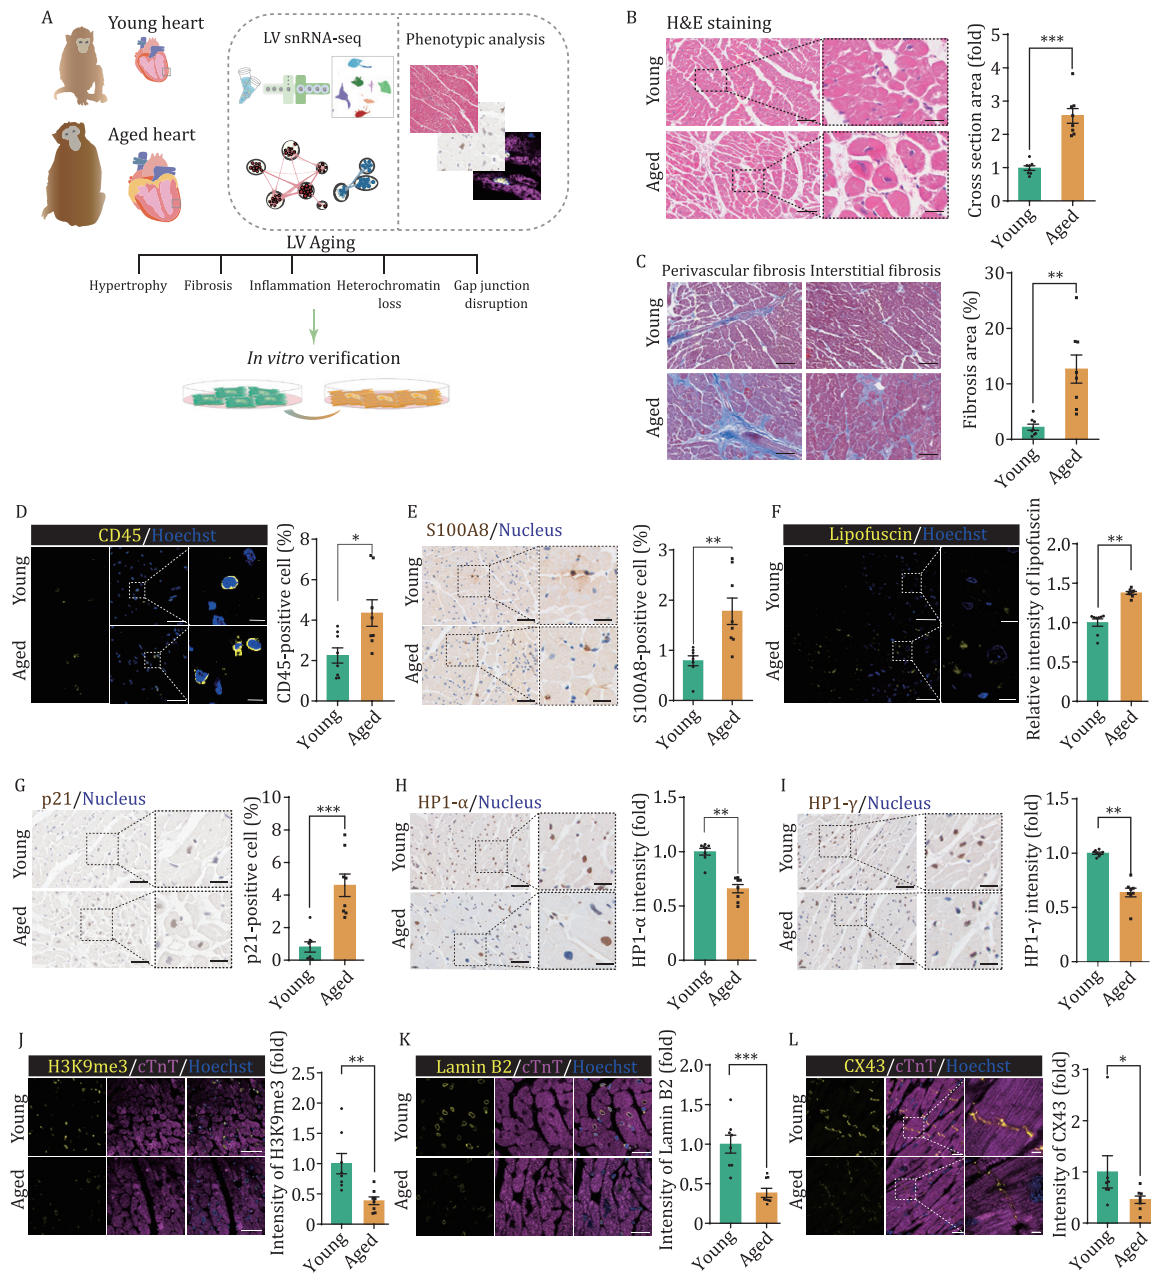 A
Young heart
Aged heart
LV snRNA-seq
Phenotypic analysis
LV Aging
Hypertrophy
Fibrosis
Inflammation
Heterochromatin
loss
Gap junction
disruption
In vitro verification
B
H&E staining
Young
Aged
Cross section area (fold)
5
4
3
2
1
0
***
Young
Aged
C
Perivascular fibrosis
Interstitial fibrosis
Young
Aged
Fibrosis area (%)
30
20
10
0
**
Young
Aged
D
CD45/Hoechst
Young
Aged
CD45-positive cell (%)
8
6
4
2
0
*
Young
Aged
E
S100A8/Nucleus
Young
Aged
S100A8-positive cell (%)
3
2
1
0
**
Young
Aged
F
Lipofuscin/Hoechst
Young
Aged
Relative intensity of lipofuscin
2.0
1.5
1.0
0.5
0
**
Young
Aged
G
p21/Nucleus
Young
Aged
p21-positive cell (%)
10
8
6
4
2
0
***
Young
Aged
H
HP1-α/Nucleus
Young
Aged
HP1-α intensity (fold)
1.5
1.0
0.5
0
**
Young
Aged
I
HP1-γ/Nucleus
Young
Aged
HP1-γ intensity (fold)
1.5
1.0
0.5
0
**
Young
Aged
J
H3K9me3/cTnT/Hoechst
Young
Aged
Intensity of H3K9me3 (fold)
2.5
2.0
1.5
1.0
0.5
0
**
Young
Aged
K
Lamin B2/cTnT/Hoechst
Young
Aged
Intensity of Lamin B2 (fold)
2.0
1.5
1.0
0.5
0
***
Young
Aged
L
CX43/cTnT/Hoechst
Young
Aged
Intensity of CX43 (fold)
3
2
1
0
*
Young
Aged